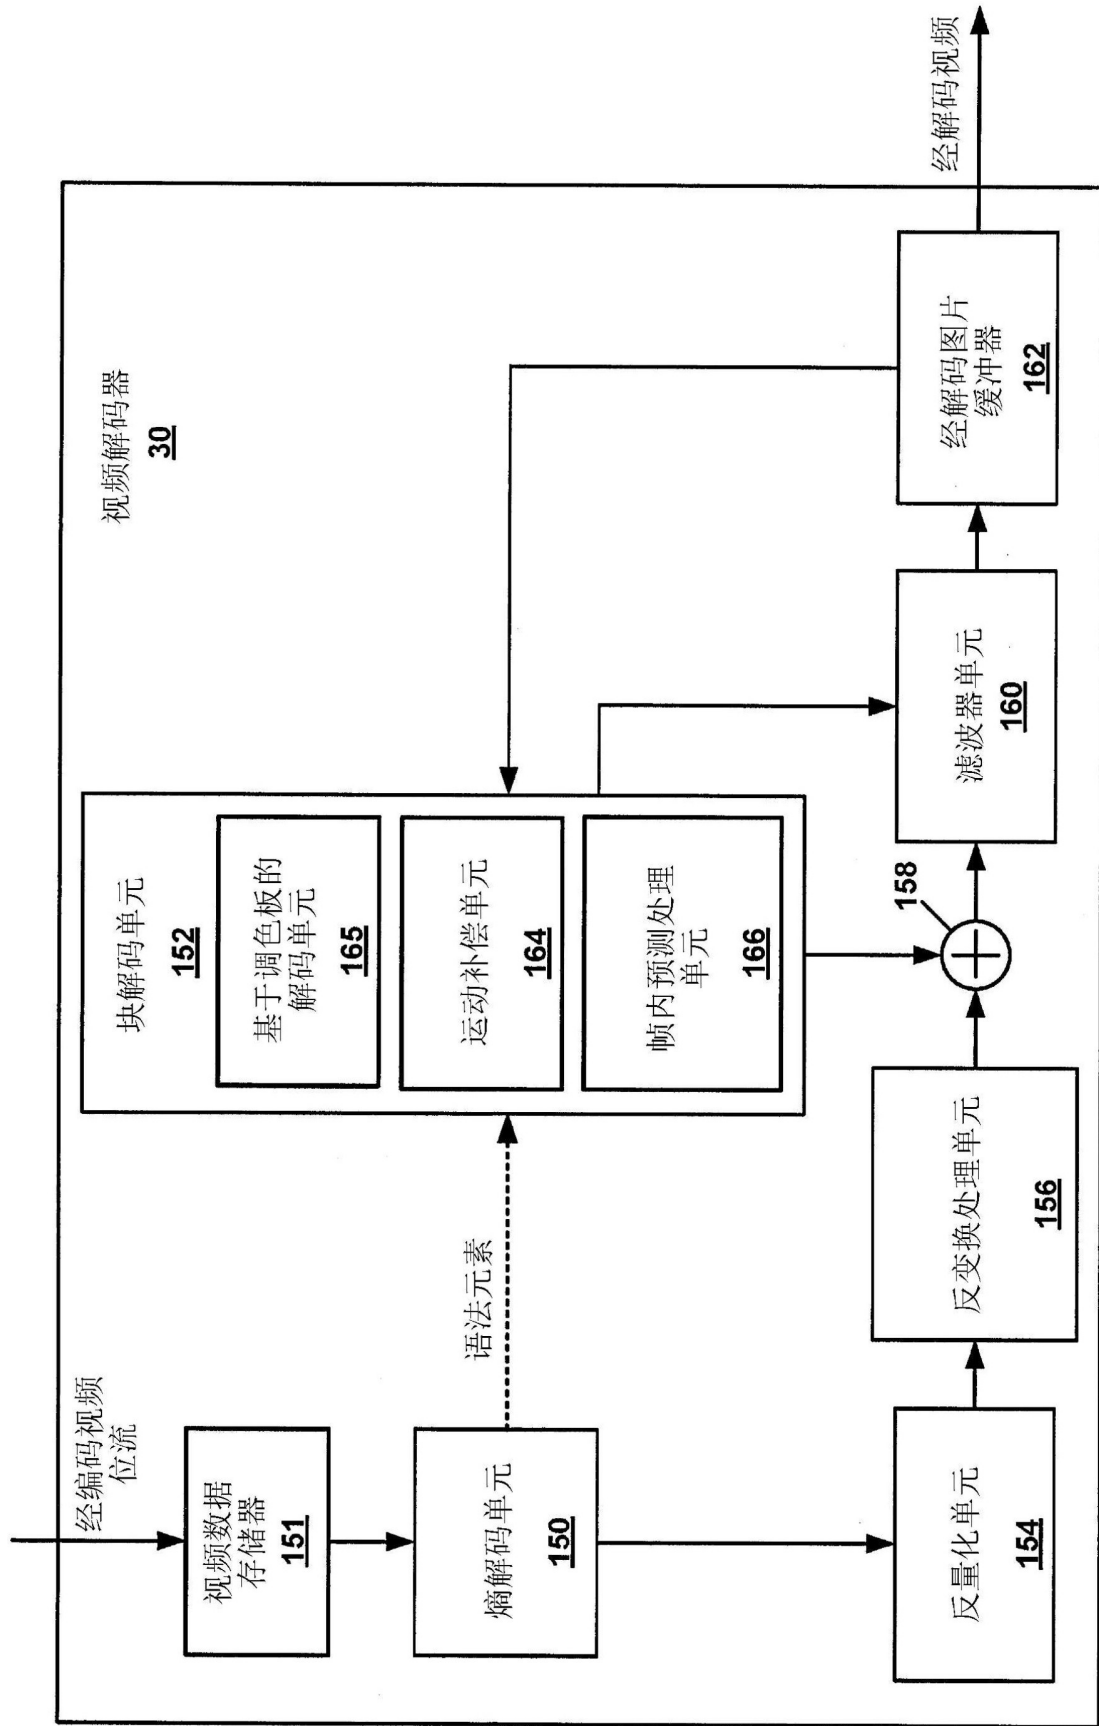 经编码视频
位流
视频解码器
30
视频数据
存储器
151
块解码单元
152
基于调色板的
解码单元
165
熵解码单元
150
语法元素
运动补偿单元
164
帧内预测处理
单元
166
反量化单元
154
反变换处理单元
156
158
滤波器单元
160
经解码图片
缓冲器
162
经解码视频